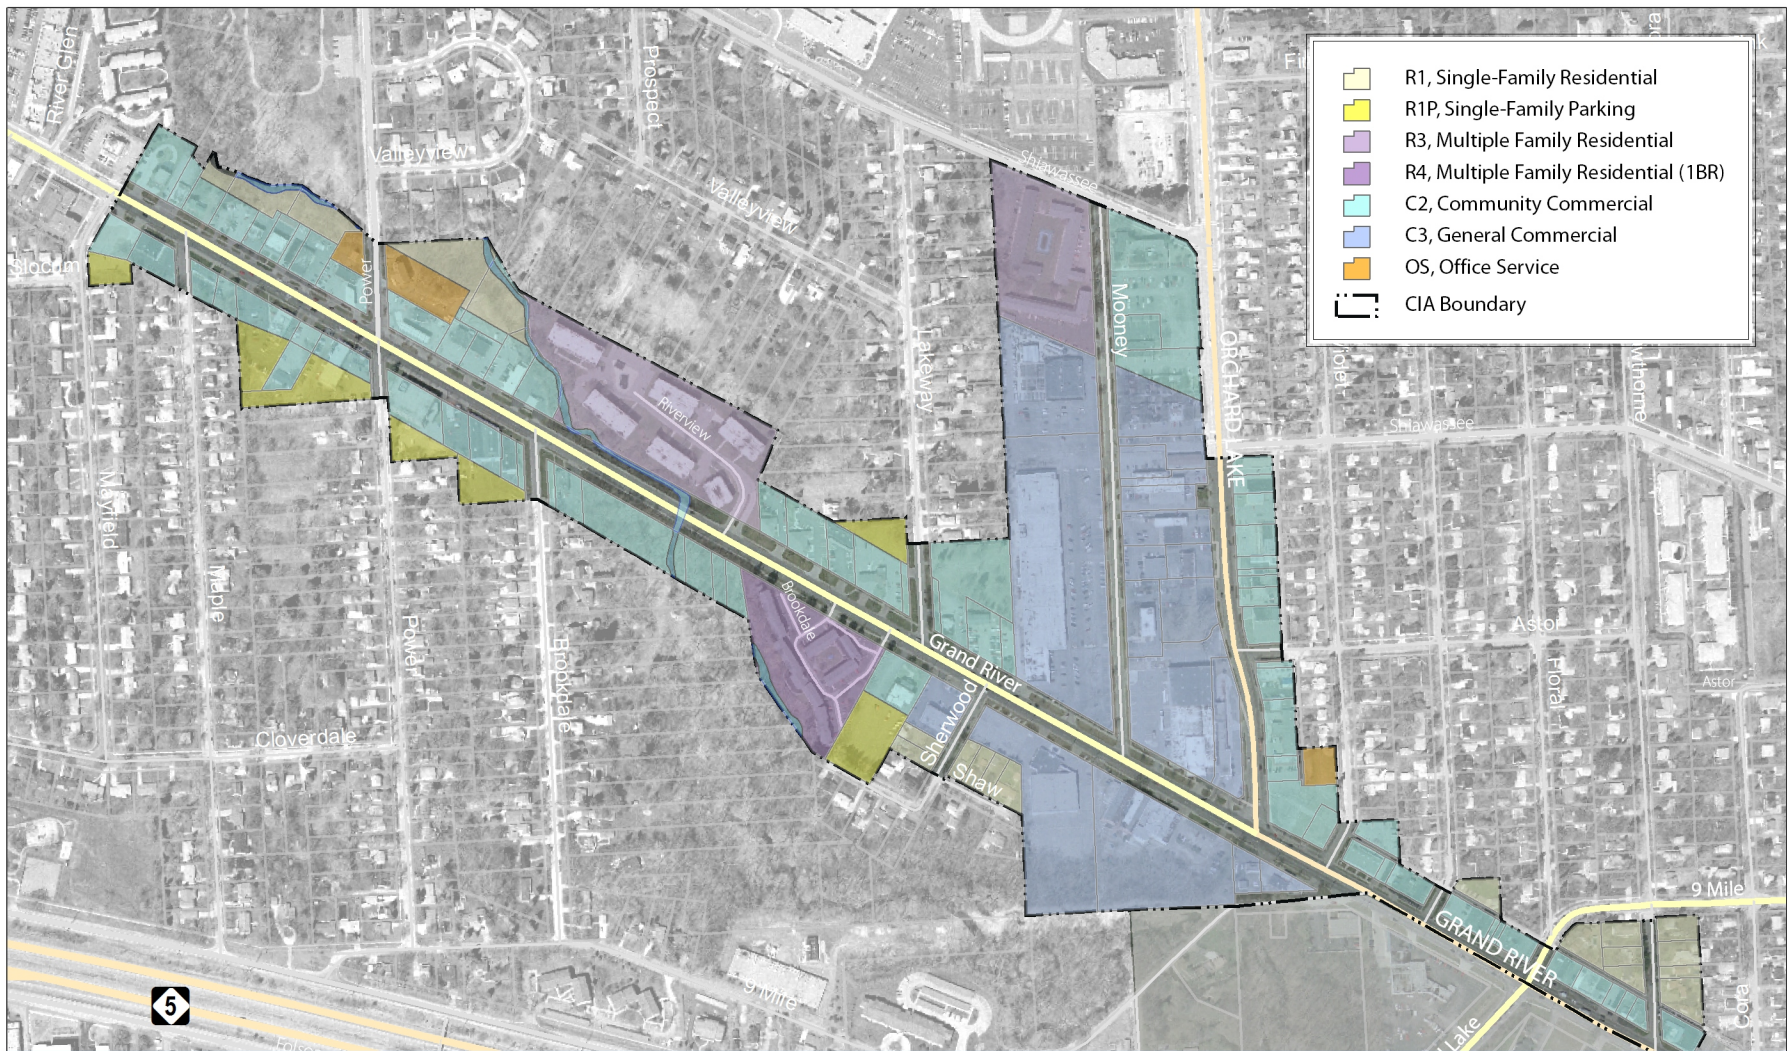 River Glen
Prospect
Valleyview
Valleyview
Shiawassee
R1, Single-Family Residential
R1P, Single-Family Parking
R3, Multiple Family Residential
R4, Multiple Family Residential (1BR)
C2, Community Commercial
C3, General Commercial
OS, Office Service
CIA Boundary
Slocum
Power
Mooney
Lakeway
ORCHARD LAKE
Riverview
Shiawassee
Mayfield
Maple
Power
Brookdale
Brookdale
Grand River
Sherwood
Shaw
Astor
Astor
Flora
Cloverdale
9 Mile
GRAND RIVER
Cora
5
9 Mile
Lake